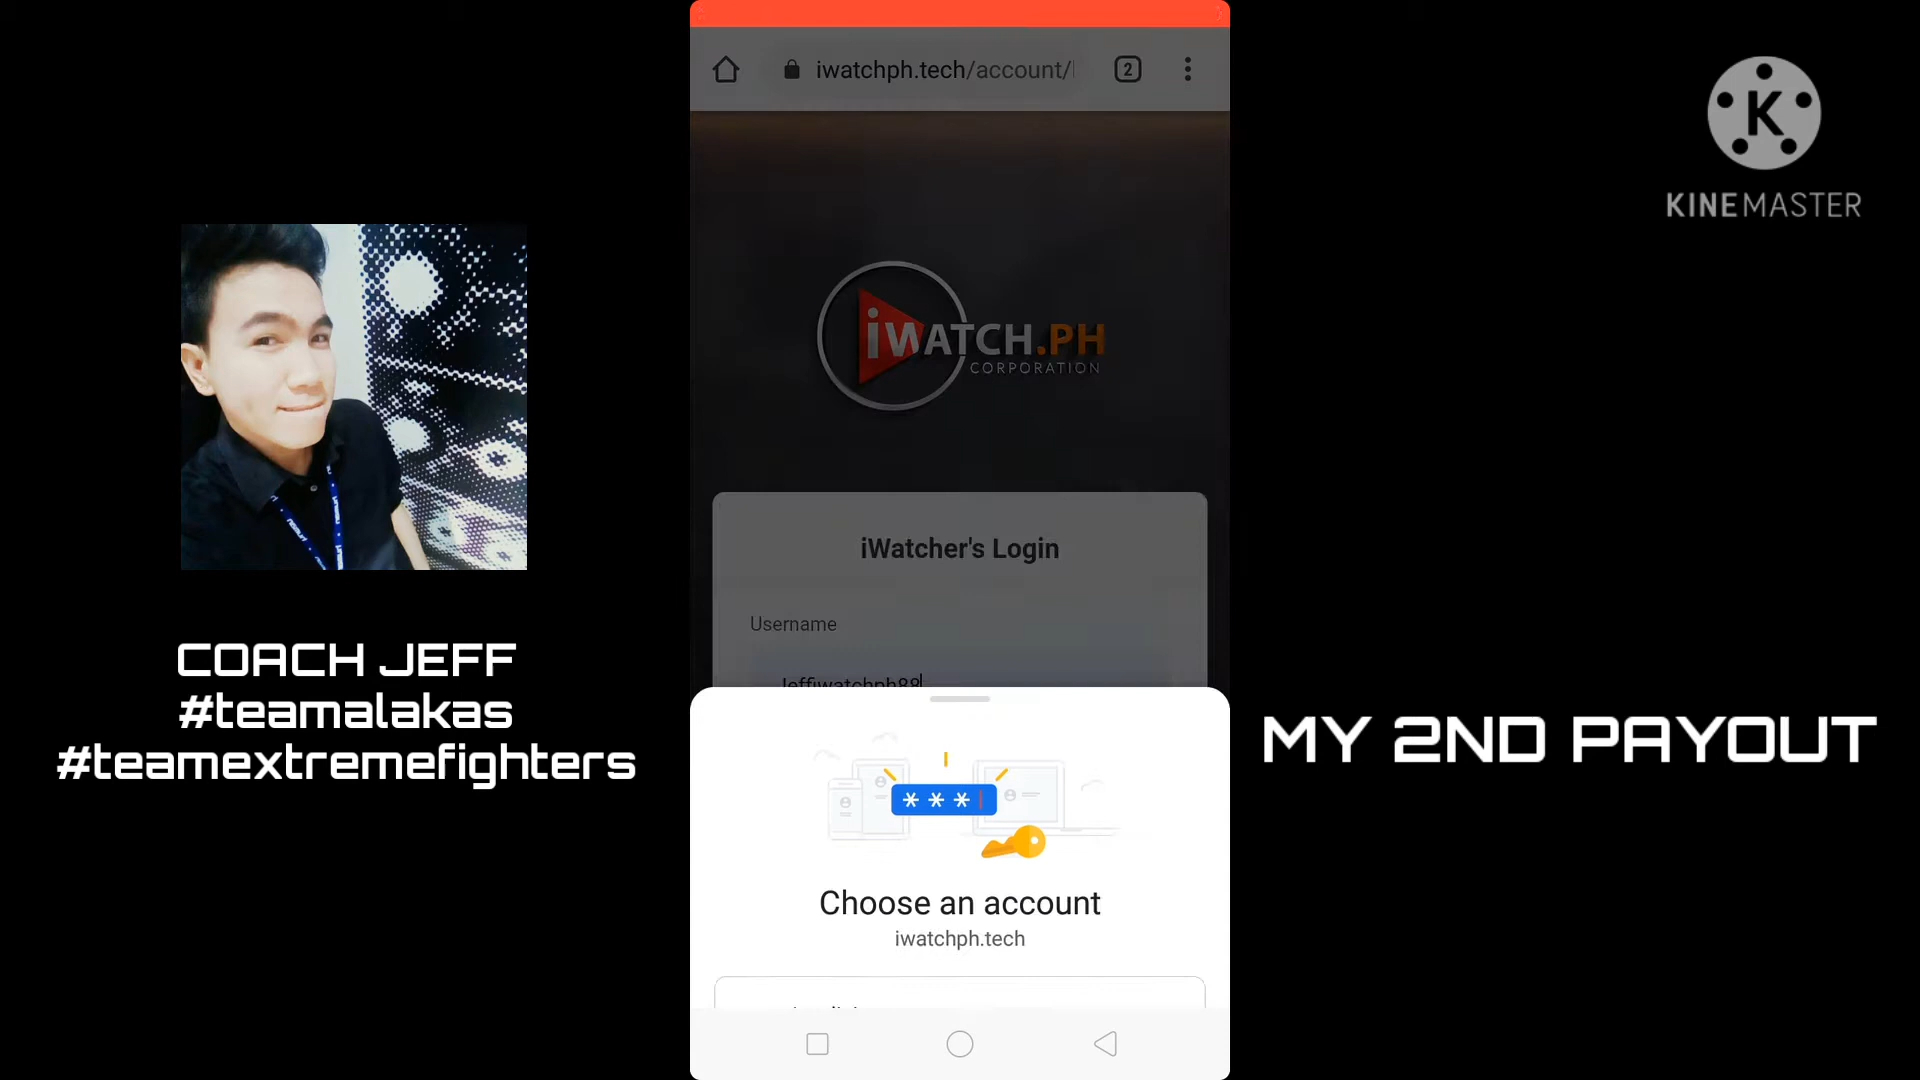 iwatchph.tech/account/
2
K
KINEMASTER
iWATCH.PH
CORPORATION
iWatcher's Login
Username
Jeffiwatchph88
***
Choose an account
iwatchph.tech
COACH JEFF
#teamalakas
#teamextremefighters
MY 2ND PAYOUT